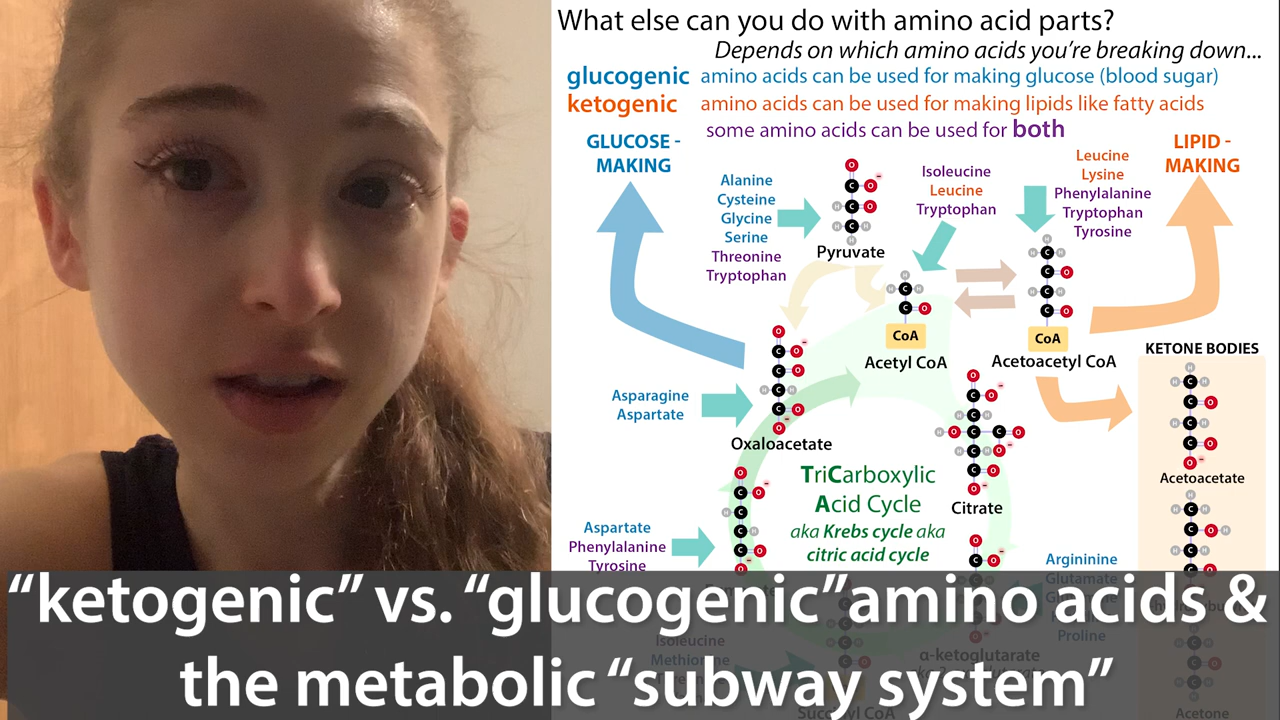 What else can you do with amino acid parts?
Depends on which amino acids you’re breaking down...
glucogenic amino acids can be used for making glucose (blood sugar)
ketogenic amino acids can be used for making lipids like fatty acids
some amino acids can be used for both
GLUCOSE -
MAKING
LIPID -
MAKING
Alanine
Cysteine
Glycine
Serine
Threonine
Tryptophan
Pyruvate
Isoleucine
Leucine
Tryptophan
Leucine
Lysine
Phenylalanine
Tryptophan
Tyrosine
CoA
Acetyl CoA
CoA
Acetoacetyl CoA
KETONE BODIES
Asparagine
Aspartate
Oxaloacetate
Citrate
Acetoacetate
TriCarboxylic
Acid Cycle
aka Krebs cycle aka
citric acid cycle
Aspartate
Phenylalanine
Tyrosine
Argininine
Glutamate
Proline
Isoleucine
Methionine
α-ketoglutarate
Succinyl CoA
Acetone
“ketogenic” vs. “glucogenic”amino acids &
the metabolic “subway system”